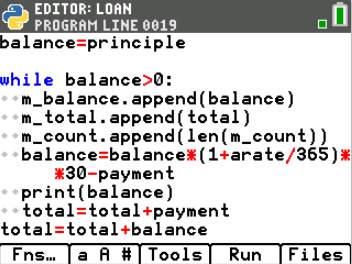 EDITOR: LOAN
PROGRAM LINE 0019
balance=principle
while balance>0:
m_balance.append(balance)
m_total.append(total)
m_count.append(len(m_count))
balance=balance*(1+arate/365)*
*30-payment
print(balance)
total=total+payment
total=total+balance
Fns… a A # Tools Run Files